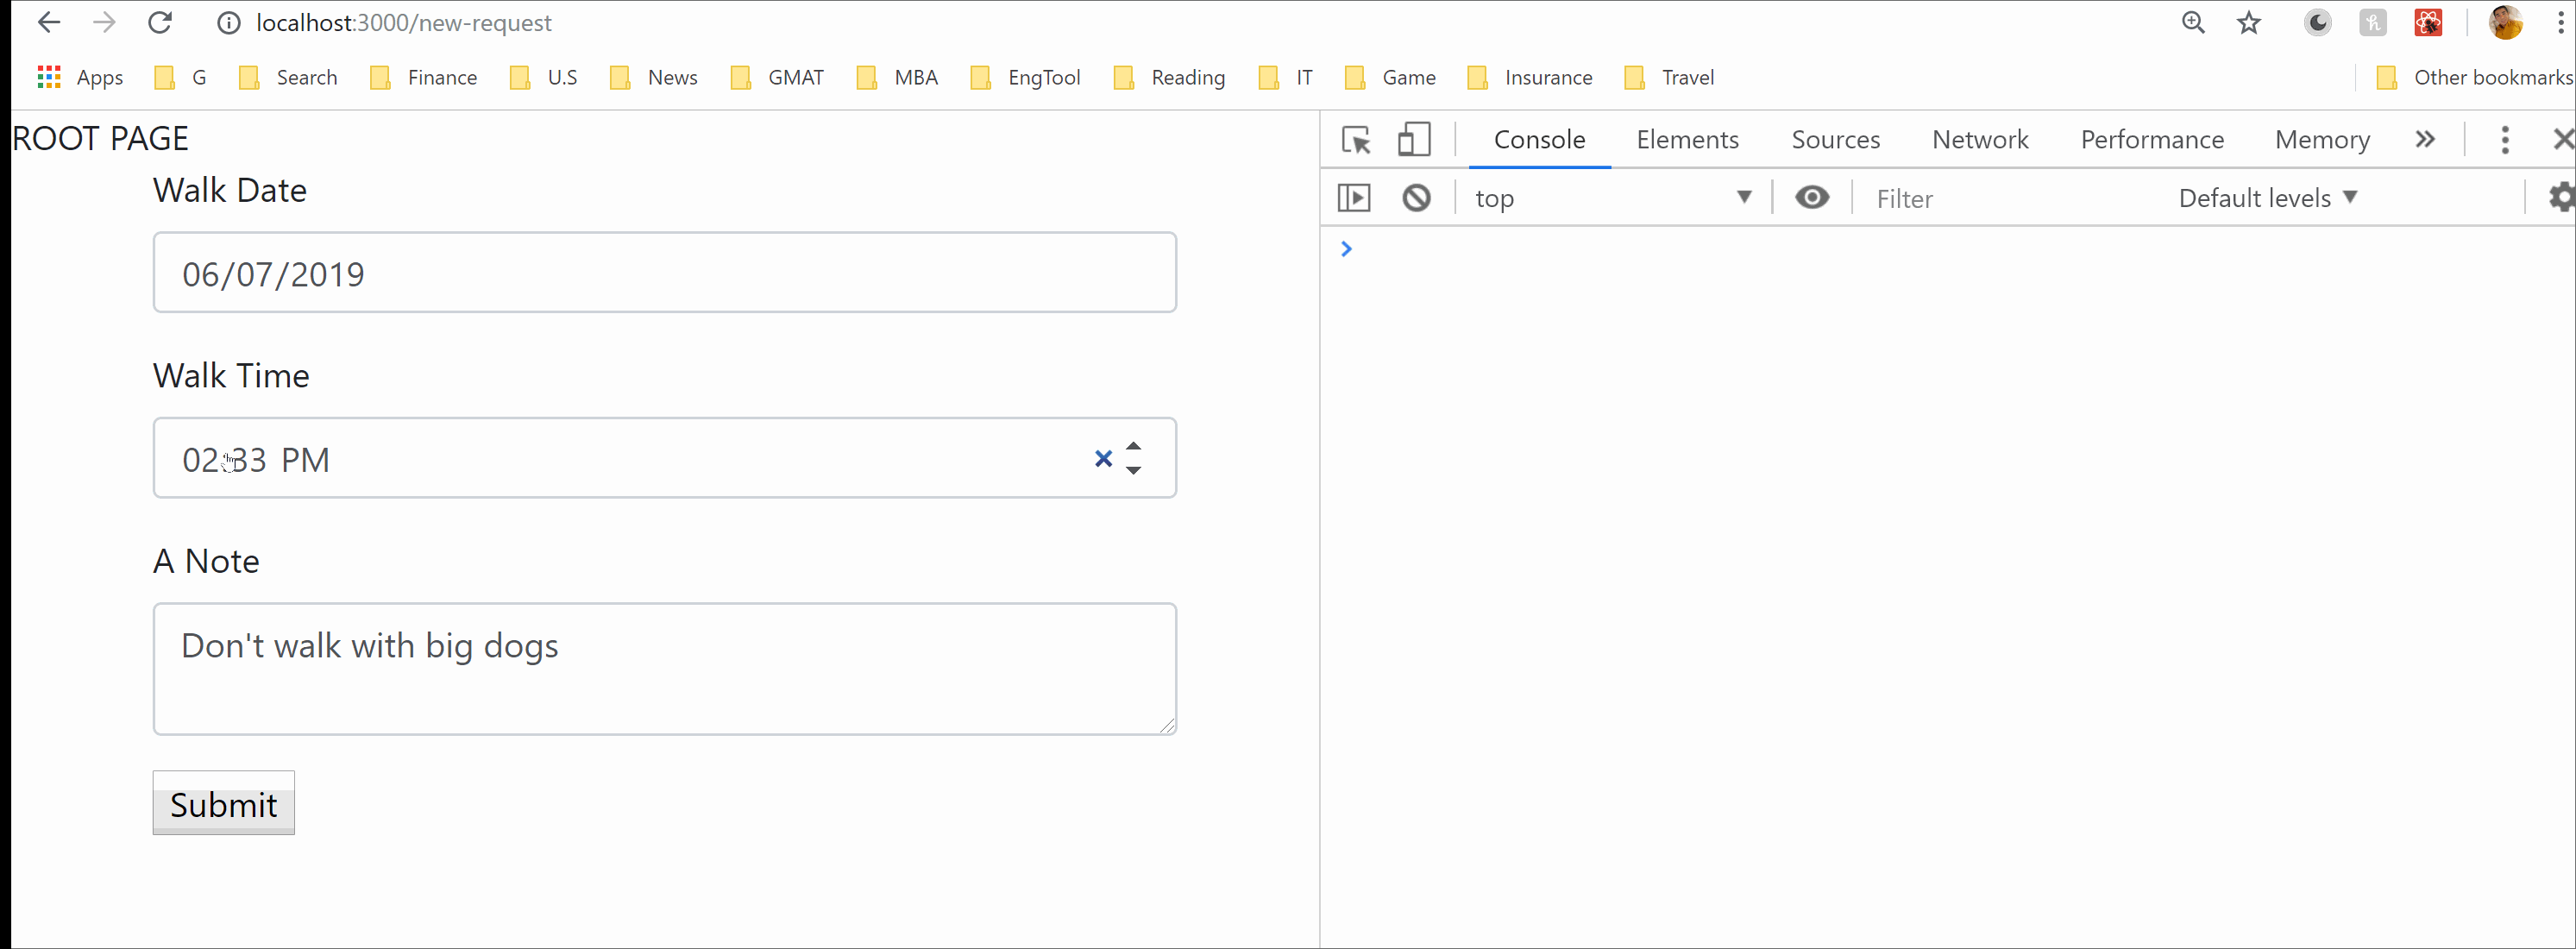 localhost:3000/new-request
Apps G Search Finance U.S News GMAT MBA EngTool Reading IT Game Insurance Travel Other bookmarks
ROOT PAGE
Console Elements Sources Network Performance Memory
top Filter Default levels
Walk Date
06/07/2019
Walk Time
02:33 PM
A Note
Don't walk with big dogs
Submit